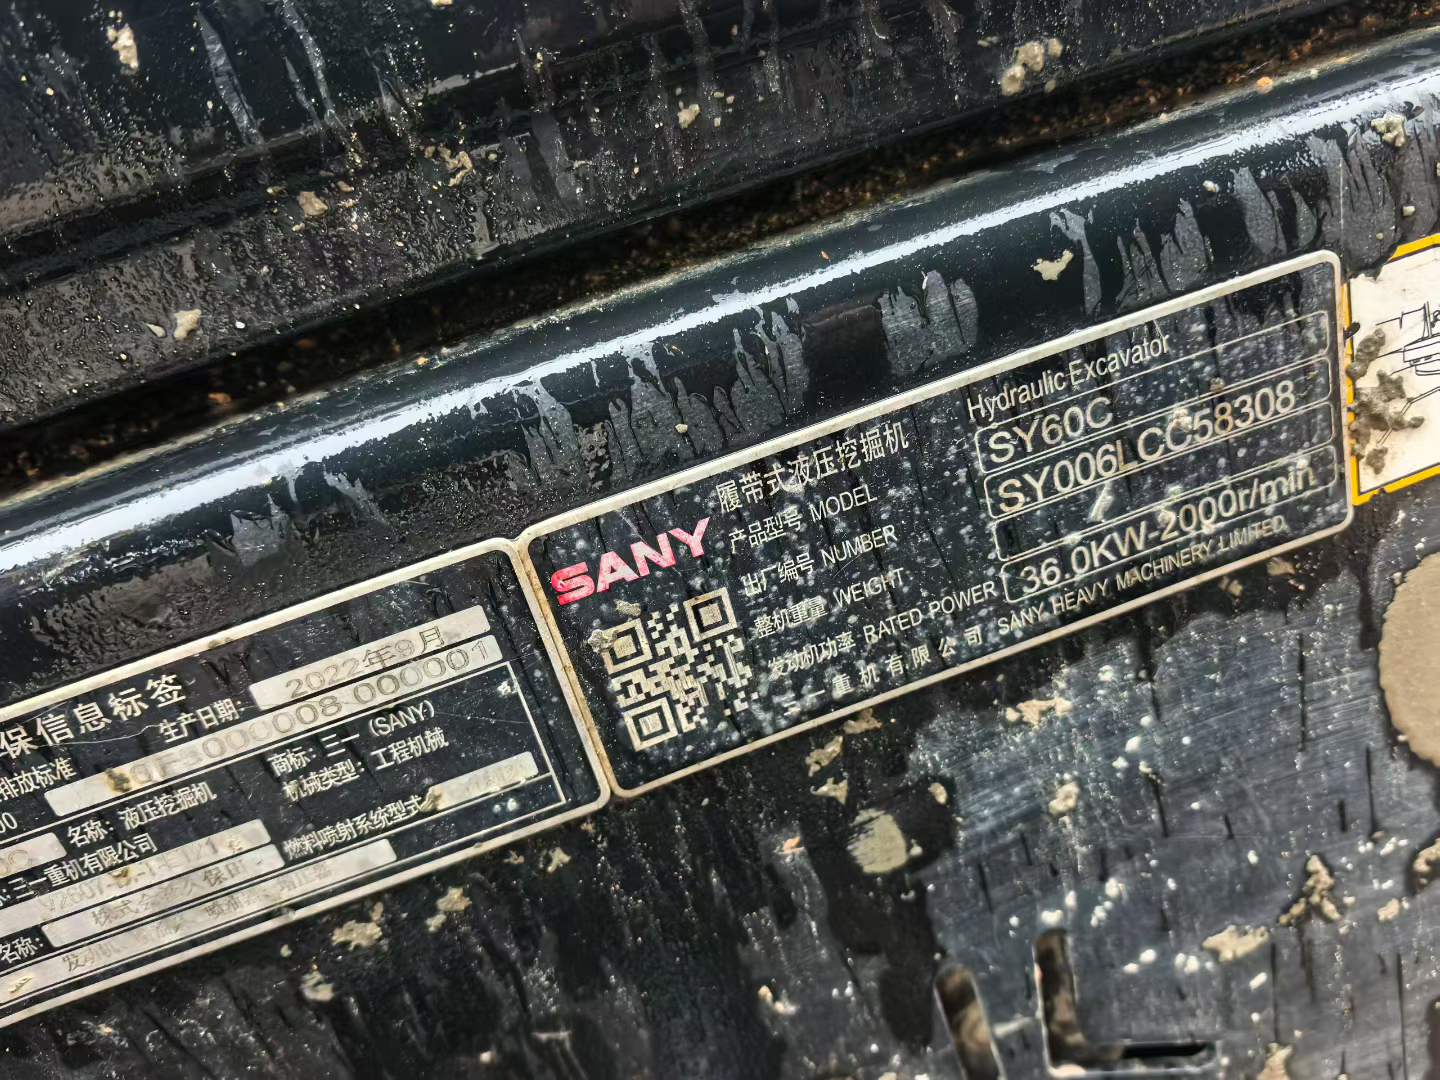 保信息标签
生产日期: 2022年9月
排放标准
商标: 三一 (SANY)
机械类型: 工程机械
名称: 液压挖掘机
三一重机有限公司
燃料喷射系统型式
名称:
SANY
履带式液压挖掘机 Hydraulic Excavator
产品型号 MODEL SY60C
出厂编号 NUMBER SY006LCC58308
整机重量 WEIGHT
发动机功率 RATED POWER 36.0KW-2000r/min
一重机有限公司 SANY HEAVY MACHINERY LIMITED